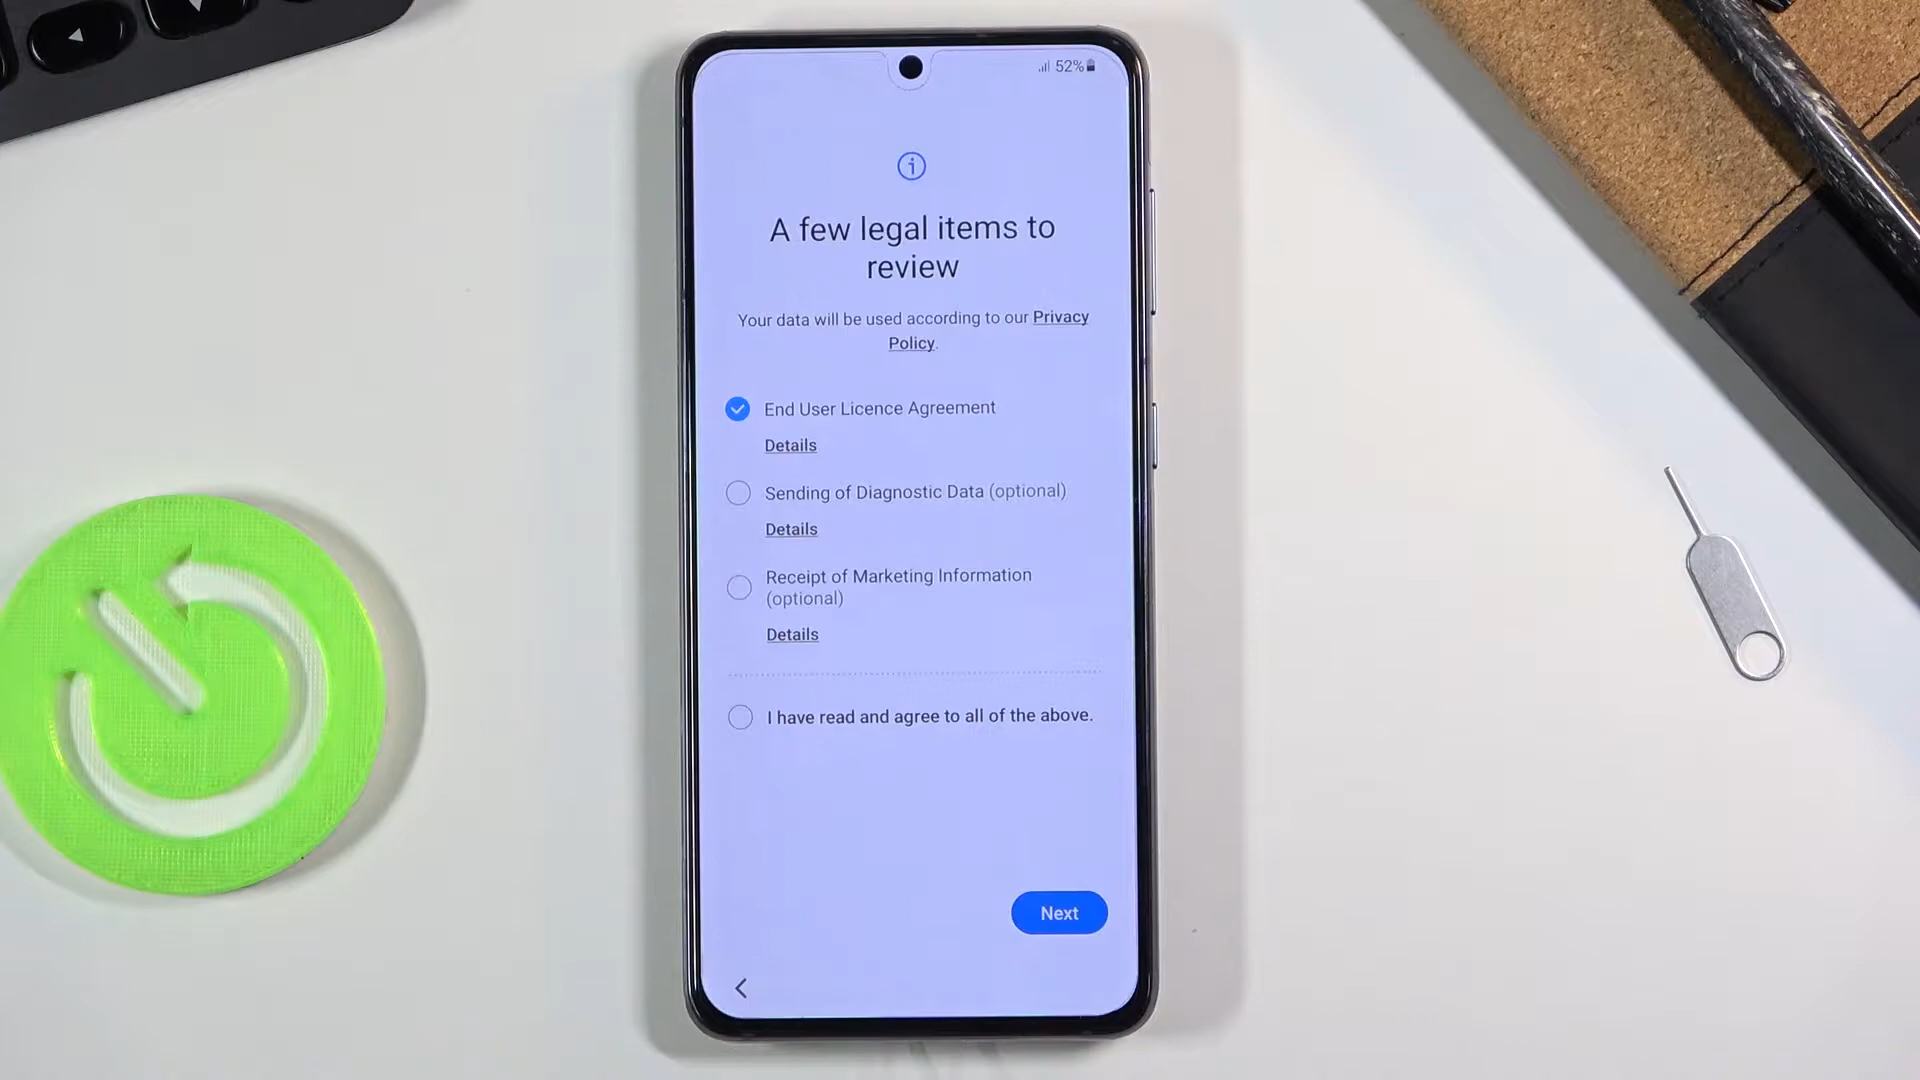 52%
A few legal items to
review
Your data will be used according to our Privacy
Policy.
End User Licence Agreement
Details
Sending of Diagnostic Data (optional)
Details
Receipt of Marketing Information
(optional)
Details
I have read and agree to all of the above.
Next